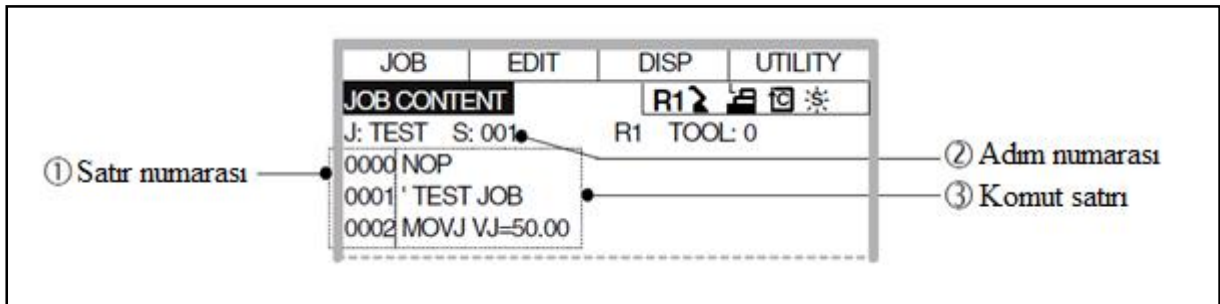 JOB EDIT DISP UTILITY
JOB CONTENT R1
J: TEST S: 001 R1 TOOL: 0
0000 NOP
0001 ' TEST JOB
0002 MOVJ VJ=50.00
① Satır numarası
② Adım numarası
③ Komut satırı